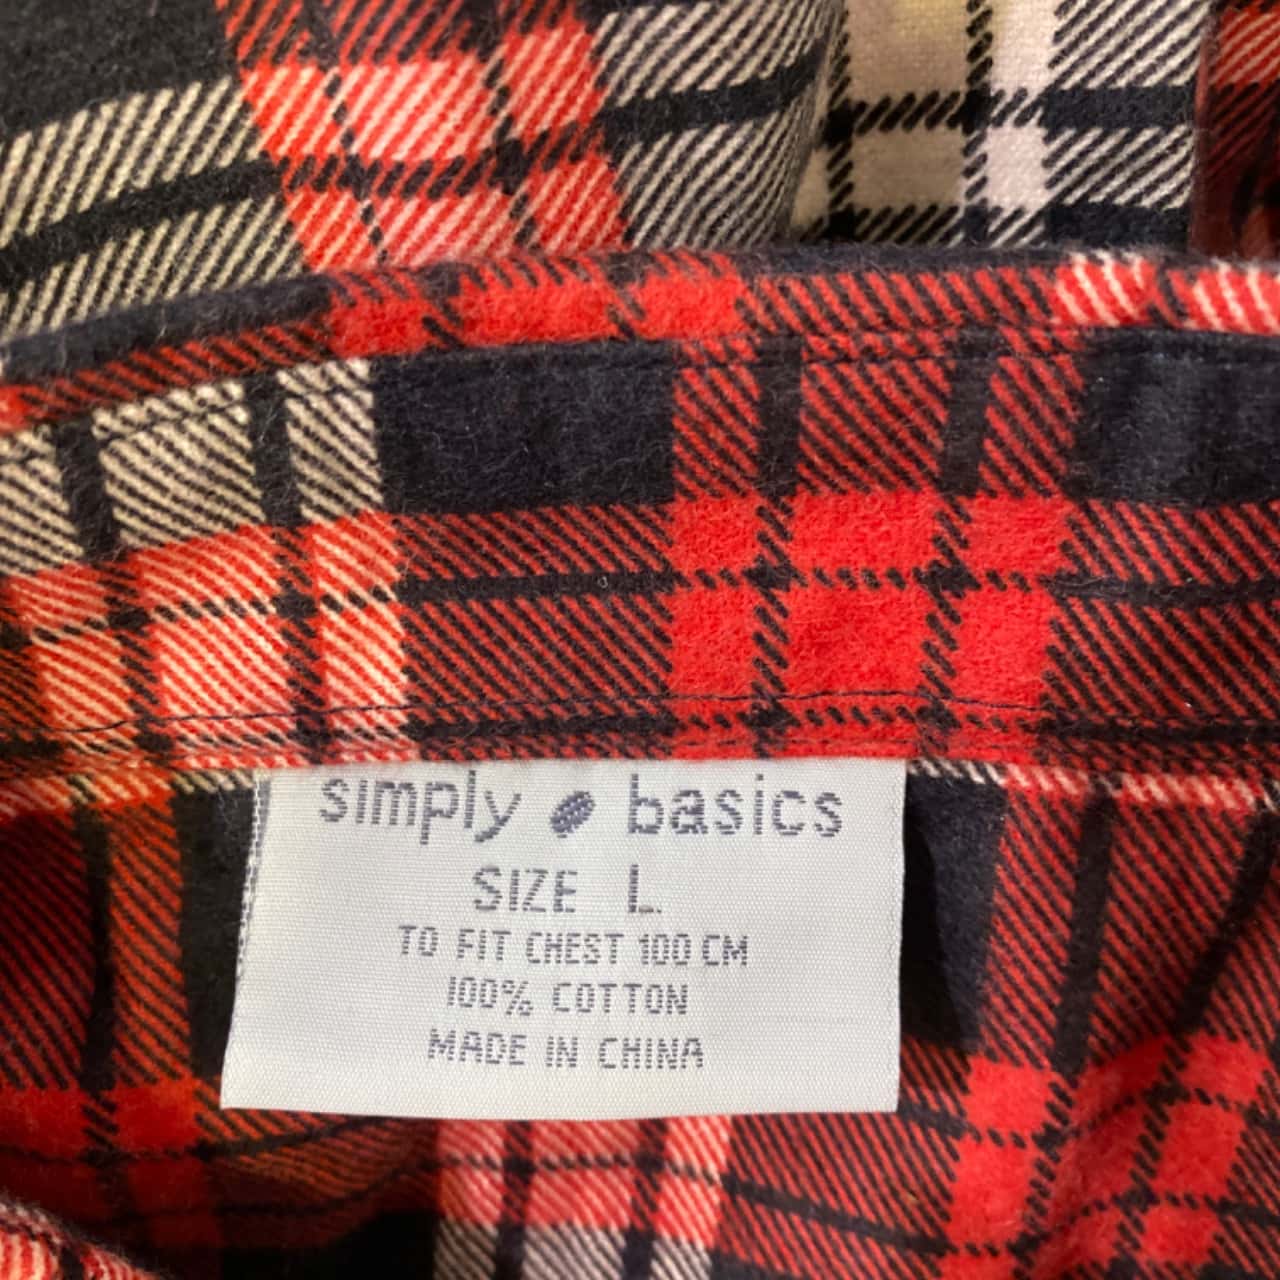 simply basics
SIZE L
TO FIT CHEST 100 CM
100% COTTON
MADE IN CHINA